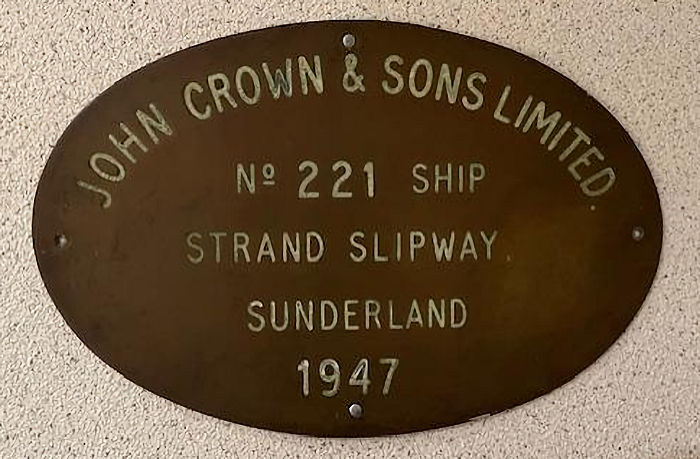 JOHN CROWN & SONS LIMITED.
Nº 221 SHIP
STRAND SLIPWAY.
SUNDERLAND
1947